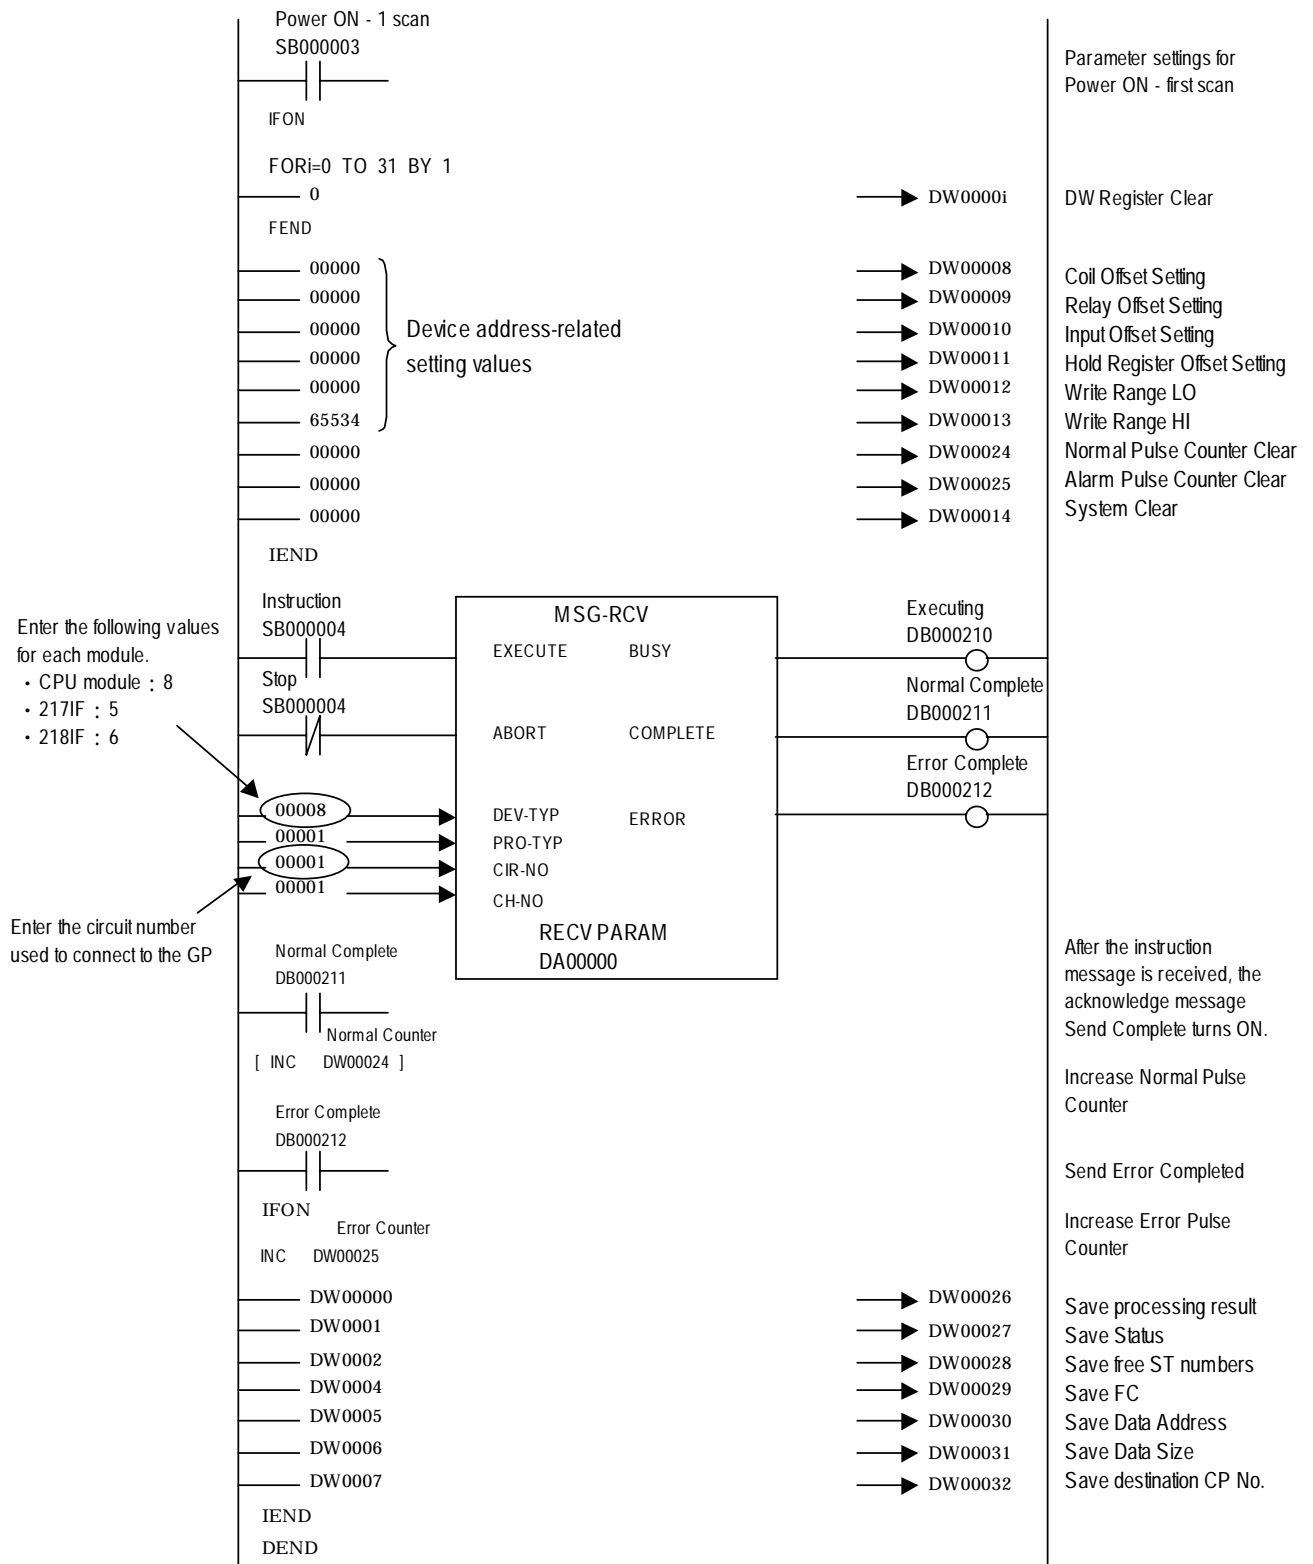 Power ON - 1 scan
SB000003
Parameter settings for
Power ON - first scan
IFON
FORi=0 TO 31 BY 1
0 DW0000i DW Register Clear
FEND
00000 DW00008 Coil Offset Setting
00000 DW00009 Relay Offset Setting
00000 DW00010 Input Offset Setting
Device address-related
setting values
00000 DW00011 Hold Register Offset Setting
00000 DW00012 Write Range LO
65534 DW00013 Write Range HI
00000 DW00024 Normal Pulse Counter Clear
00000 DW00025 Alarm Pulse Counter Clear
00000 DW00014 System Clear
IEND
Enter the following values
for each module.
・CPU module：8
・217IF：5
・218IF：6
Instruction
SB000004
Stop
SB000004
00008
00001
00001
00001
Enter the circuit number
used to connect to the GP
MSG-RCV
EXECUTE BUSY
ABORT COMPLETE
DEV-TYP ERROR
PRO-TYP
CIR-NO
CH-NO
RECV PARAM
DA00000
Executing
DB000210
Normal Complete
DB000211
Error Complete
DB000212
Normal Complete
DB000211
Normal Counter
[ INC DW00024 ]
After the instruction
message is received, the
acknowledge message
Send Complete turns ON.
Increase Normal Pulse
Counter
Error Complete
DB000212
Send Error Completed
IFON
Error Counter
INC DW00025
Increase Error Pulse
Counter
DW00000 DW00026 Save processing result
DW0001 DW00027 Save Status
DW0002 DW00028 Save free ST numbers
DW0004 DW00029 Save FC
DW0005 DW00030 Save Data Address
DW0006 DW00031 Save Data Size
DW0007 DW00032 Save destination CP No.
IEND
DEND